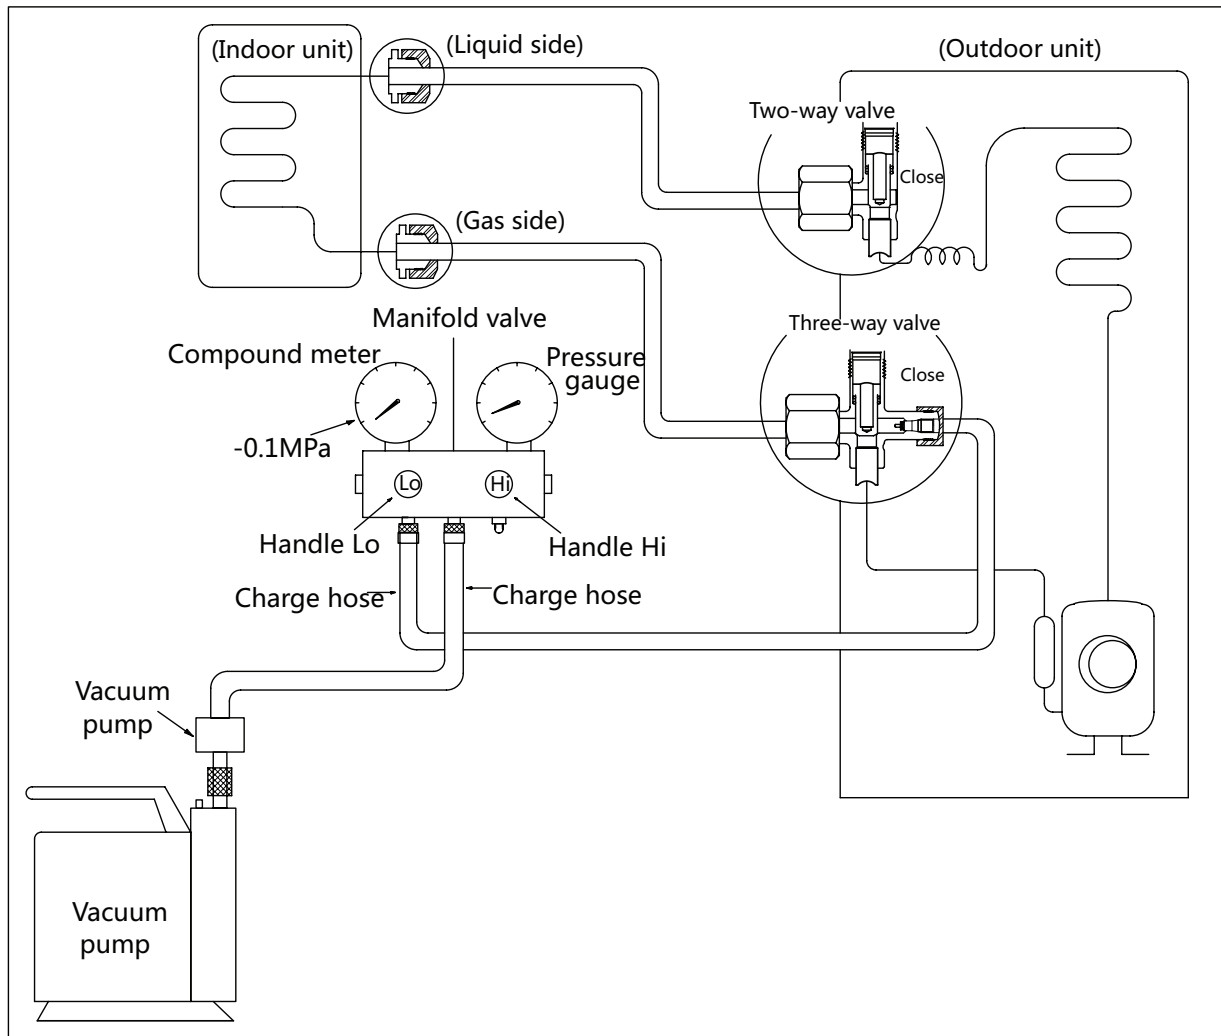 (Indoor unit)
(Liquid side)
(Outdoor unit)
Two-way valve
Close
(Gas side)
Manifold valve
Three-way valve
Compound meter
Pressure
gauge
Close
-0.1MPa
Lo
Hi
Handle Lo
Handle Hi
Charge hose
Charge hose
Vacuum
pump
Vacuum
pump